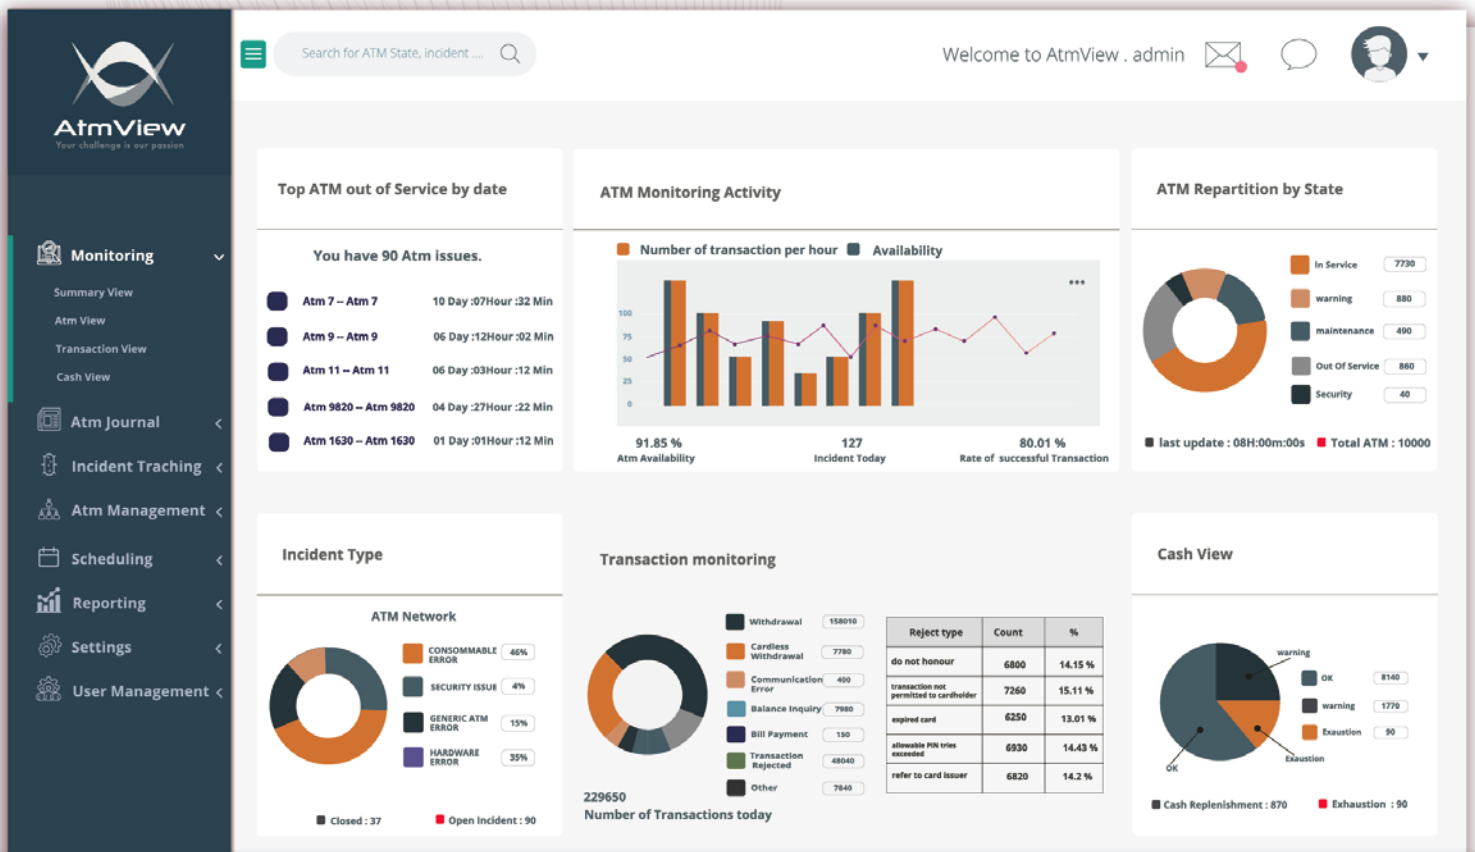 AtmView
Your challenge is our passion
Search for ATM State, incident ....
Welcome to AtmView . admin
Monitoring
Summary View
Atm View
Transaction View
Cash View
Atm Journal
Incident Traching
Atm Management
Scheduling
Reporting
Settings
User Management
Top ATM out of Service by date
You have 90 Atm issues.
Atm 7 -- Atm 7 10 Day :07Hour :32 Min
Atm 9 -- Atm 9 06 Day :12Hour :02 Min
Atm 11 -- Atm 11 06 Day :03Hour :12 Min
Atm 9820 -- Atm 9820 04 Day :27Hour :22 Min
Atm 1630 -- Atm 1630 01 Day :01Hour :12 Min
ATM Monitoring Activity
Number of transaction per hour Availability
100
75
50
25
0
91.85 % 127 80.01 %
Atm Availability Incident Today Rate of successful Transaction
ATM Repartition by State
In Service 7730
warning 880
maintenance 490
Out Of Service 860
Security 40
last update : 08H:00m:00s Total ATM : 10000
Incident Type
ATM Network
CONSOMMABLE
ERROR 46%
SECURITY ISSUE 4%
GENERIC ATM
ERROR 15%
HARDWARE
ERROR 35%
Closed : 37 Open Incident : 90
Transaction monitoring
Withdrawal 158010
Cardless
Withdrawal 7780
Communication
Error 400
Balance Inquiry 7980
Bill Payment 150
Transaction
Rejected 48040
Other 7840
229650
Number of Transactions today
Reject type Count %
do not honour 6800 14.15 %
transaction not
permitted to cardholder 7260 15.11 %
expired card 6250 13.01 %
allowable PIN tries
exceeded 6930 14.43 %
refer to card issuer 6820 14.2 %
Cash View
warning
OK
Exaustion
OK 8140
warning 1770
Exaustion 90
Cash Replenishment : 870 Exhaustion : 90